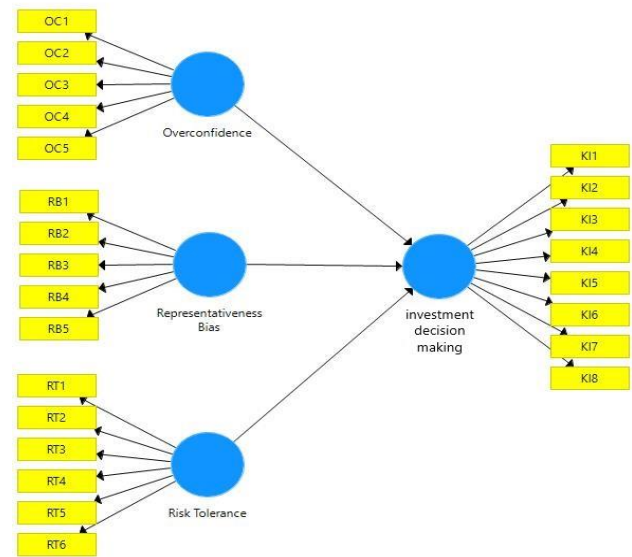 OC1
OC2
OC3
OC4
OC5
Overconfidence
RB1
RB2
RB3
RB4
RB5
Representativeness
Bias
RT1
RT2
RT3
RT4
RT5
RT6
Risk Tolerance
investment
decision
making
KI1
KI2
KI3
KI4
KI5
KI6
KI7
KI8